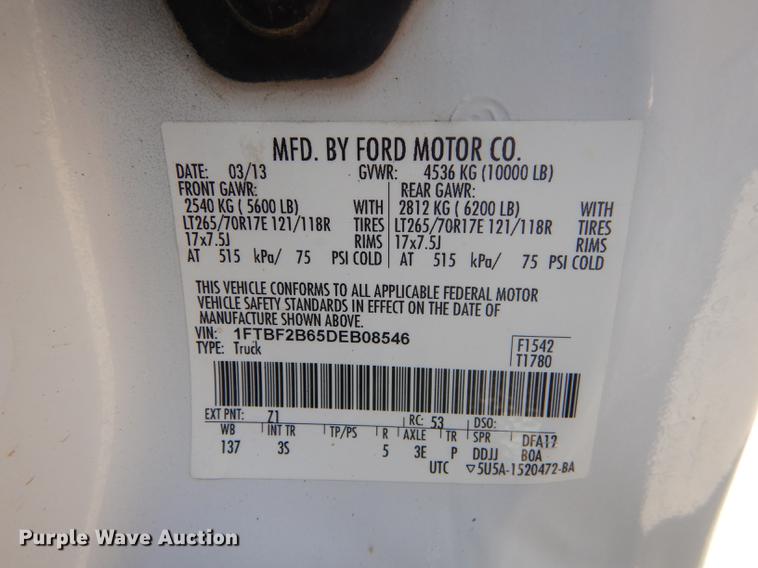 MFD. BY FORD MOTOR CO.
DATE: 03/13 GVWR: 4536 KG (10000 LB)
FRONT GAWR: REAR GAWR:
2540 KG ( 5600 LB) WITH 2812 KG ( 6200 LB) WITH
LT265/70R17E 121/118R TIRES LT265/70R17E 121/118R TIRES
17x7.5J RIMS 17x7.5J RIMS
AT 515 kPa/ 75 PSI COLD AT 515 kPa/ 75 PSI COLD
THIS VEHICLE CONFORMS TO ALL APPLICABLE FEDERAL MOTOR
VEHICLE SAFETY STANDARDS IN EFFECT ON THE DATE OF
MANUFACTURE SHOWN ABOVE.
VIN: 1FTBF2B65DEB08546 F1542
TYPE: Truck T1780
EXT PNT: Z1 RC: 53 DSO:
WB INT TR TP/PS R AXLE TR SPR DFA12
137 3S 5 3E P DDJJ BOA
UTC ▽5U5A-1520472-BA
Purple Wave Auction